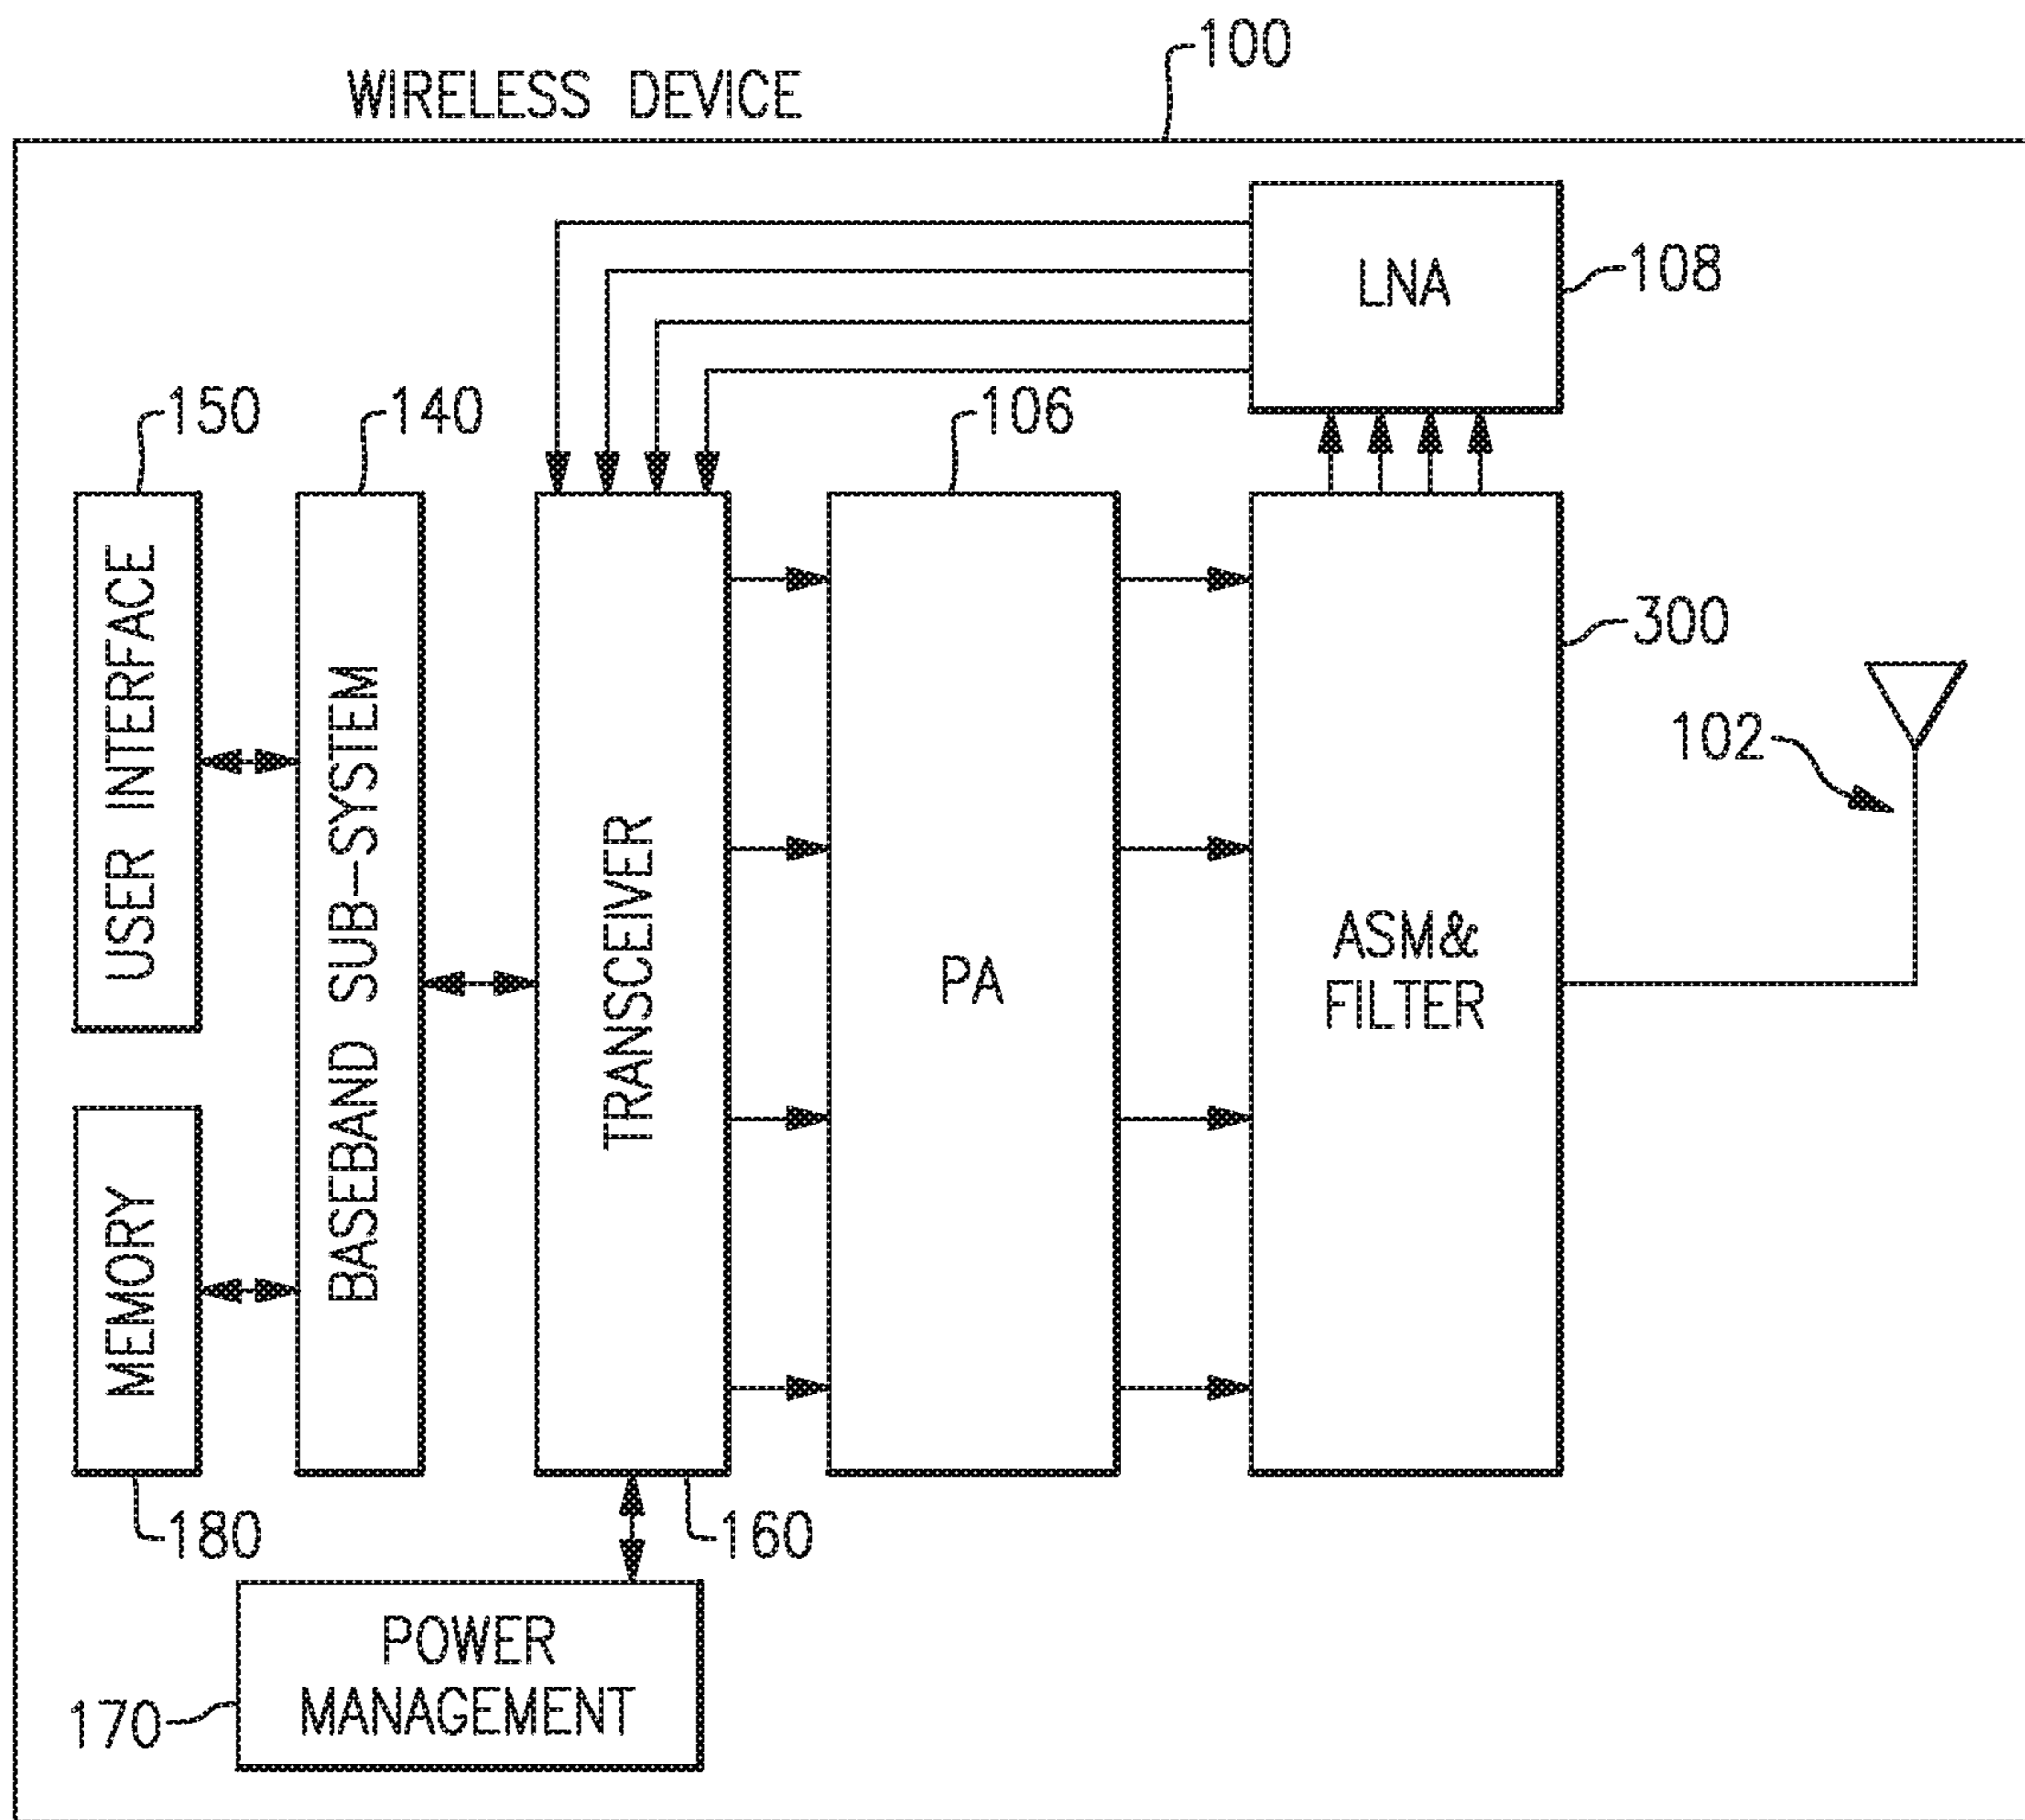 100
WIRELESS DEVICE
LNA
108
150
140
106
USER INTERFACE
BASEBAND SUB-SYSTEM
TRANSCEIVER
PA
ASM&
FILTER
300
102
MEMORY
180
160
POWER
MANAGEMENT
170